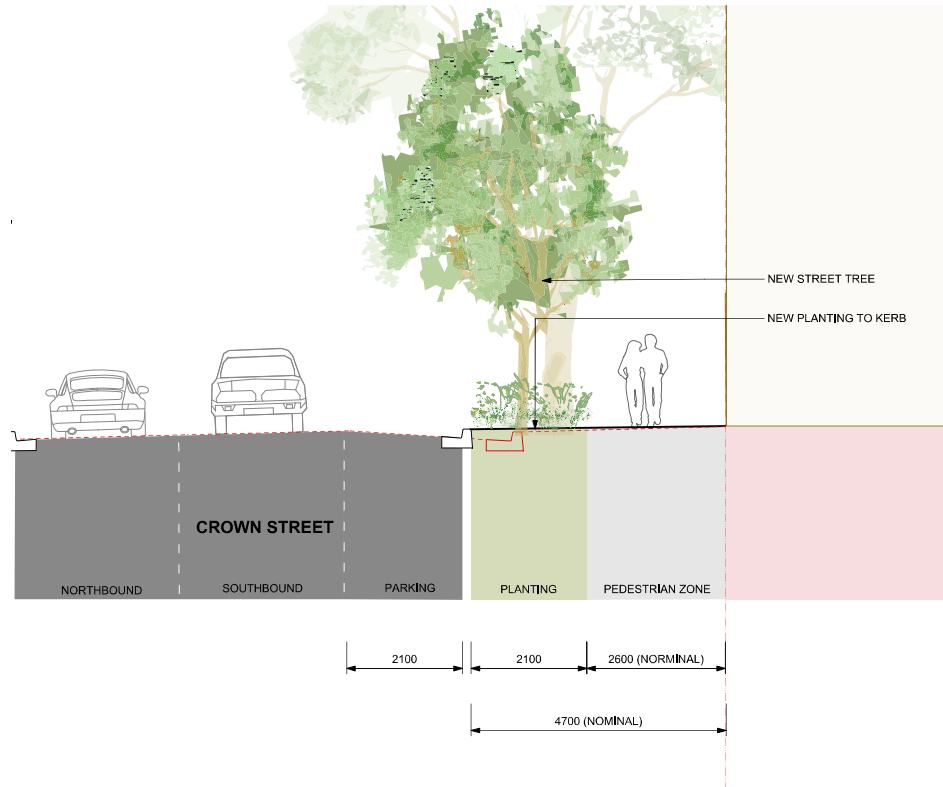 NEW STREET TREE
NEW PLANTING TO KERB
CROWN STREET
NORTHBOUND
SOUTHBOUND
PARKING
PLANTING
PEDESTRIAN ZONE
2100
2100
2600 (NORMINAL)
4700 (NOMINAL)